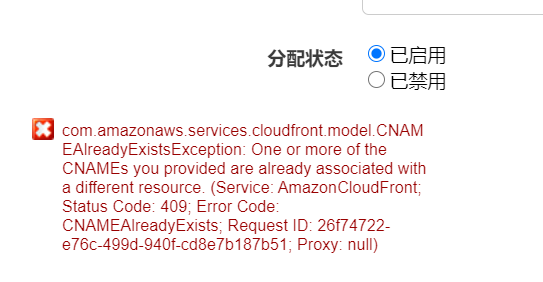 分配状态
已启用
已禁用
com.amazonaws.services.cloudfront.model.CNAM
EAlreadyExistsException: One or more of the
CNAMEs you provided are already associated with
a different resource. (Service: AmazonCloudFront;
Status Code: 409; Error Code:
CNAMEAlreadyExists; Request ID: 26f74722-
e76c-499d-940f-cd8e7b187b51; Proxy: null)